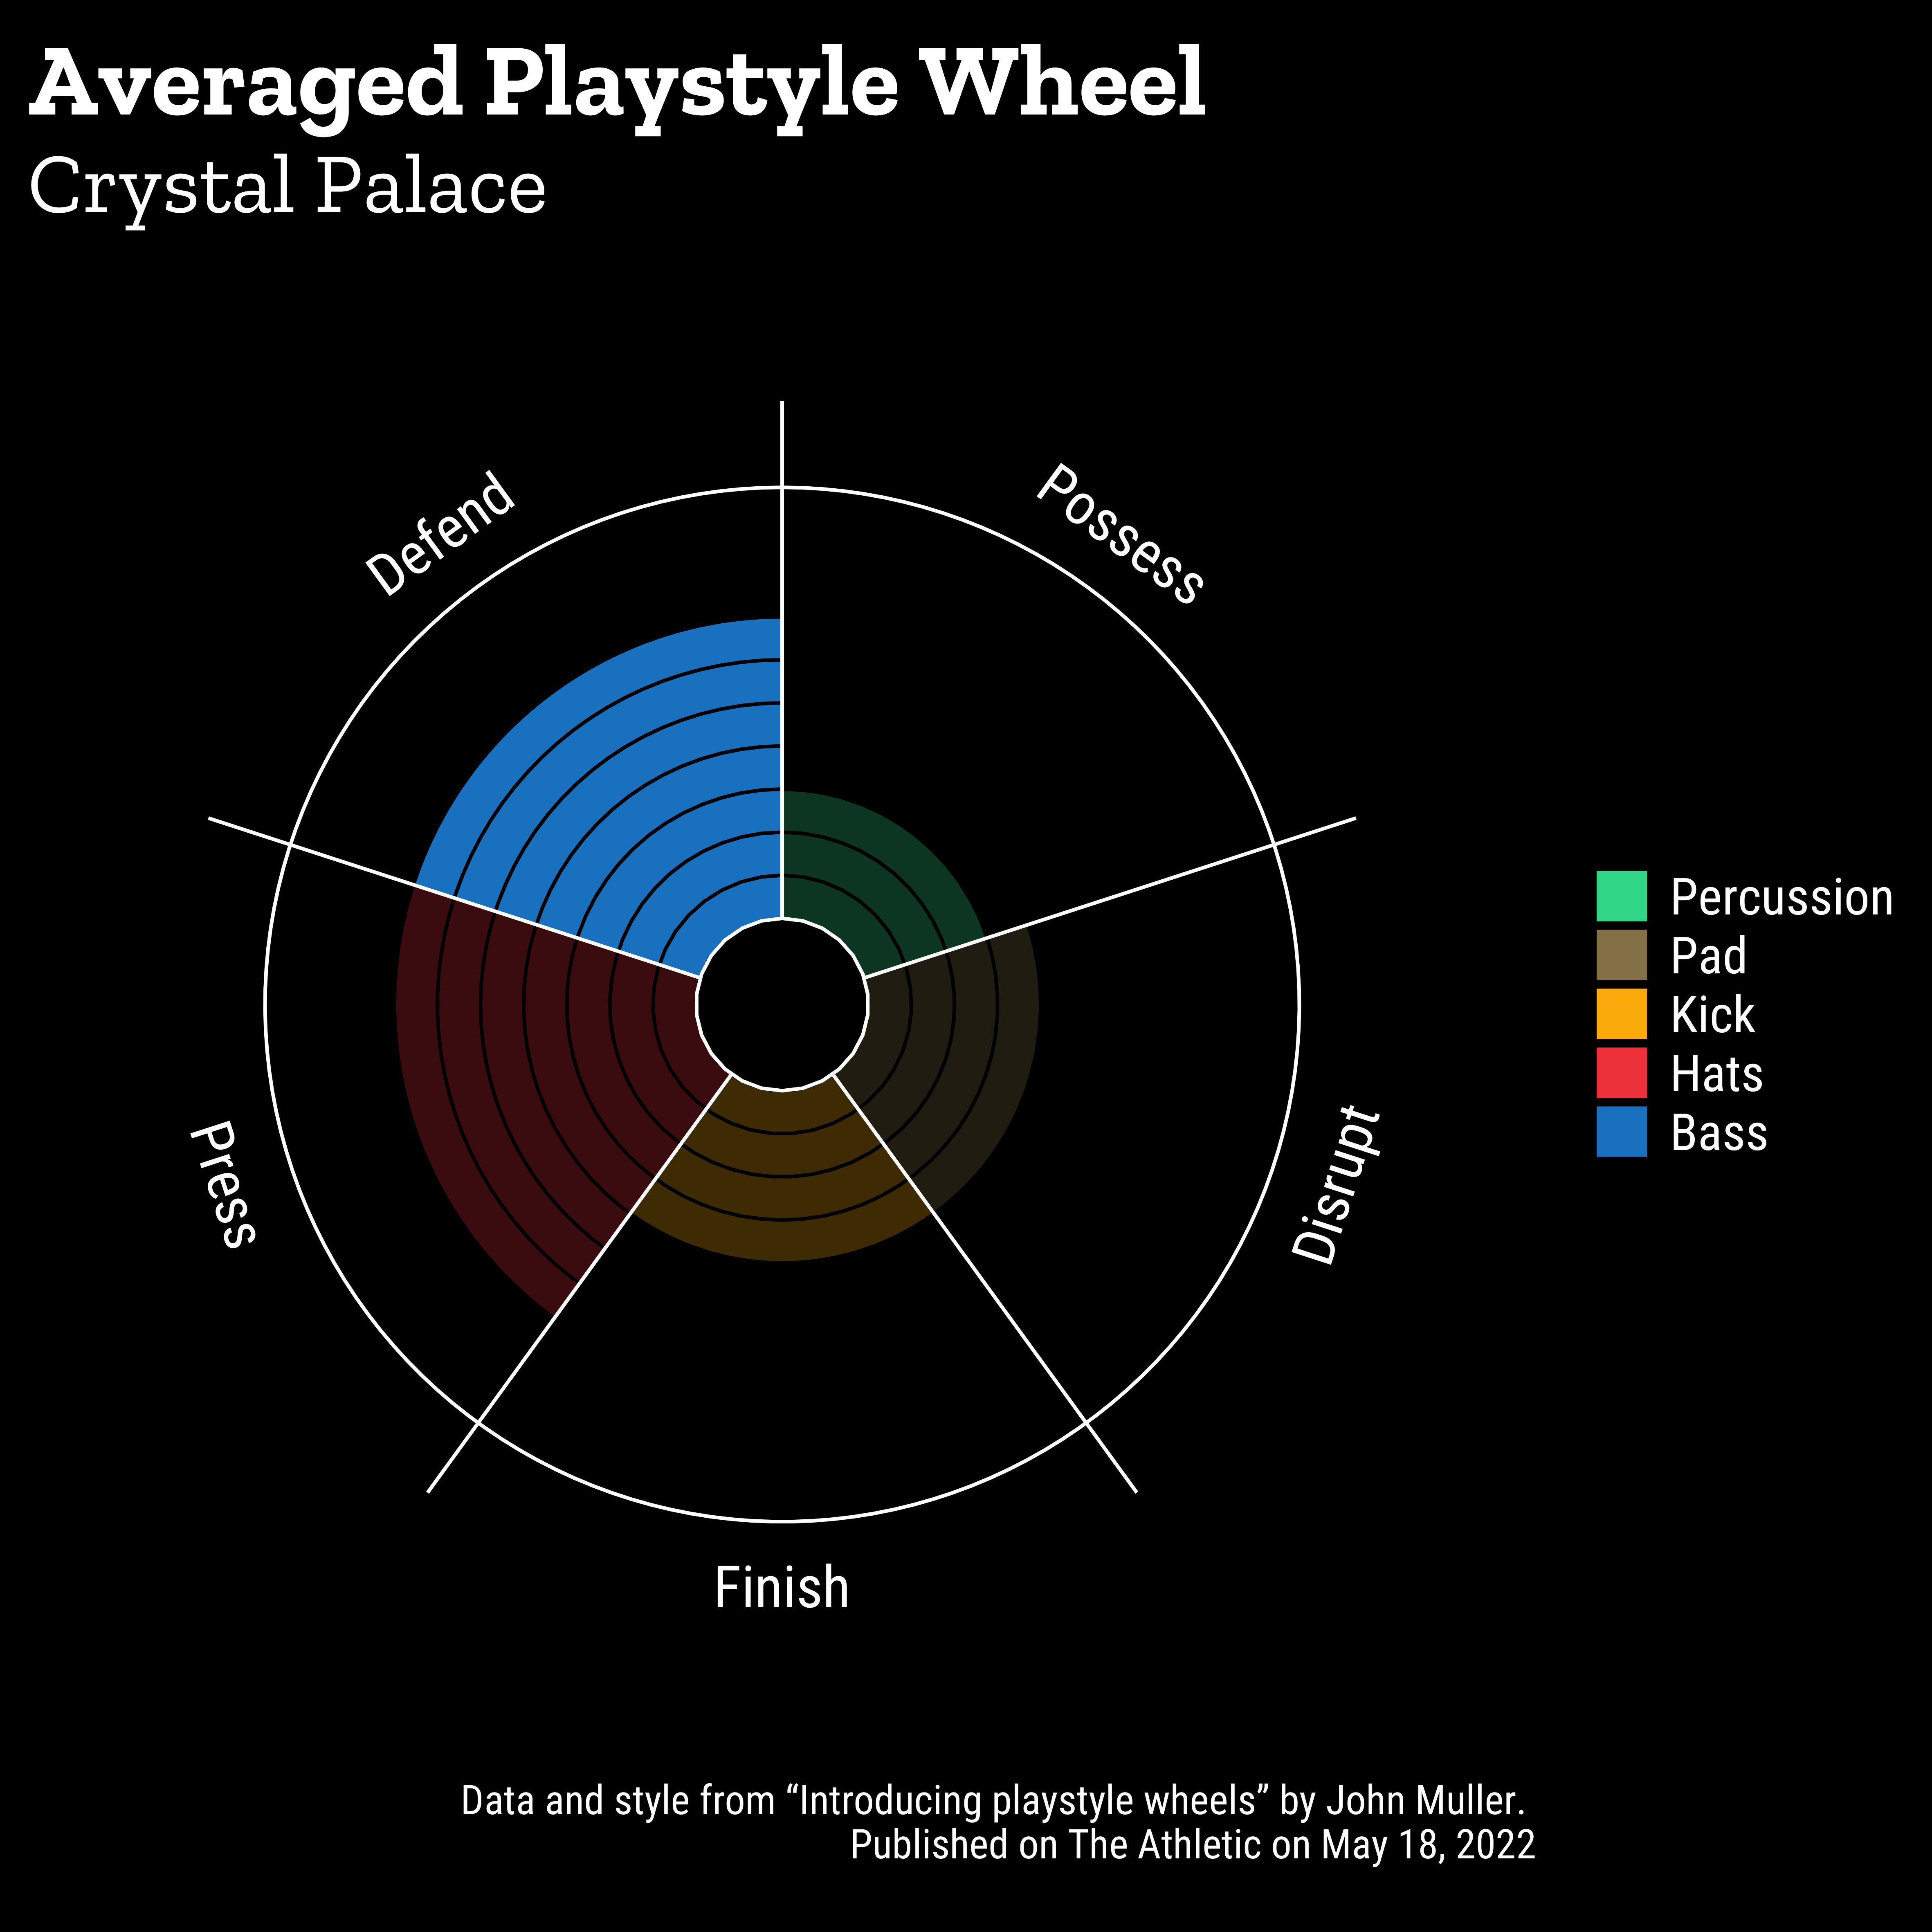 Averaged Playstyle Wheel
Crystal Palace
Defend
Possess
Press
Disrupt
Finish
Percussion
Pad
Kick
Hats
Bass
Data and style from “Introducing playstyle wheels” by John Muller.
Published on The Athletic on May 18, 2022